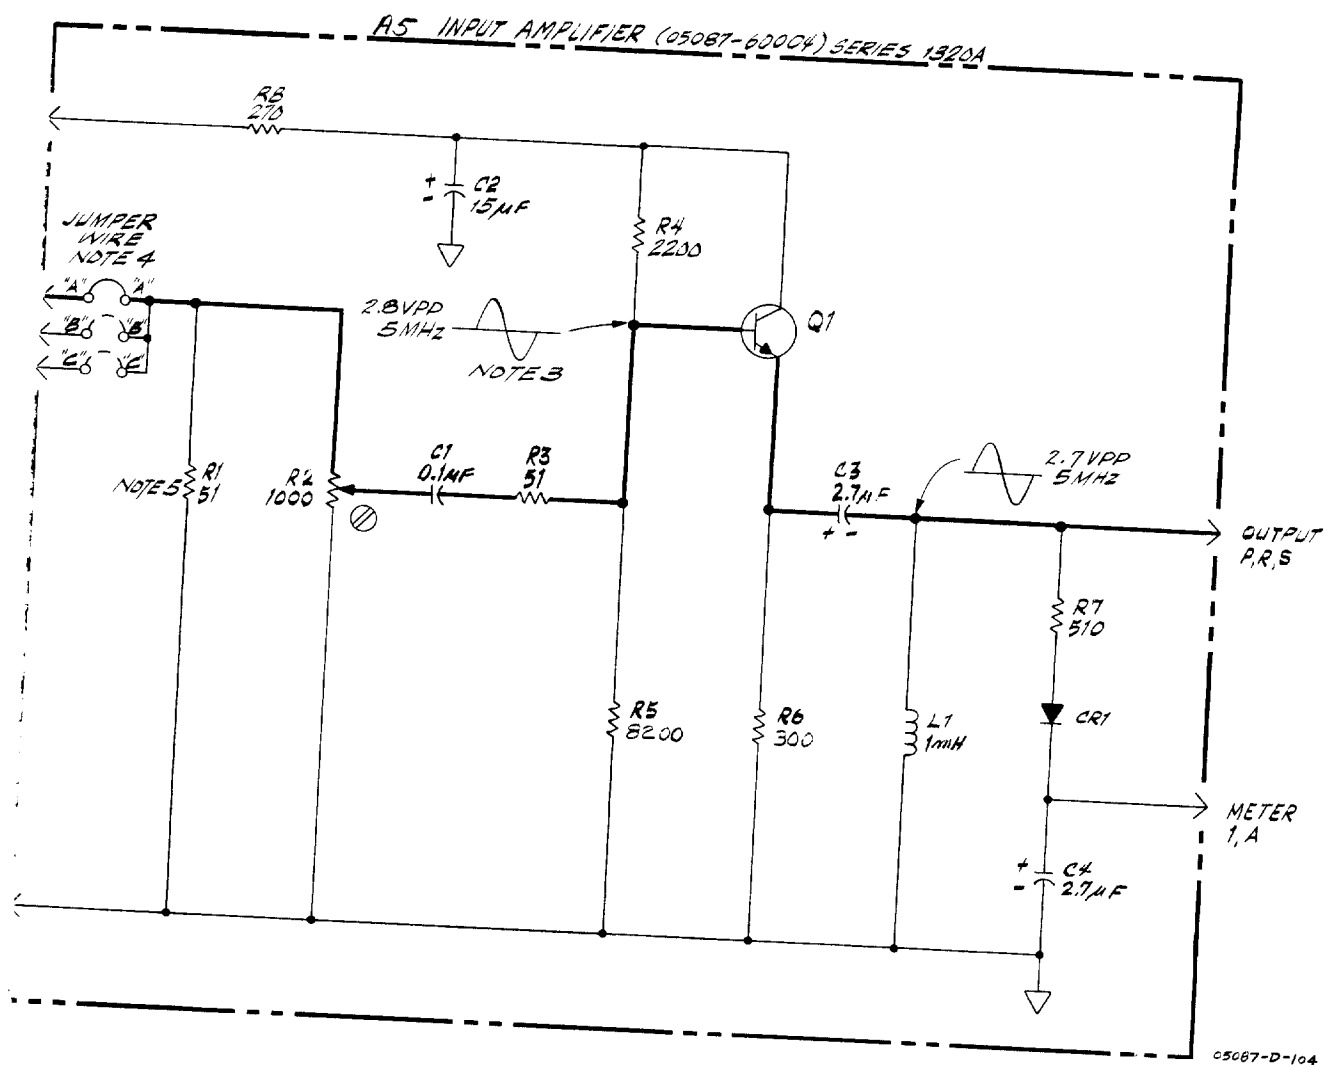 A5 INPUT AMPLIFIER (05087-60004) SERIES 1320A
R8
270
+
-
C2
15µF
R4
2200
JUMPER
WIRE
NOTE 4
"A" "A"
"B" "B"
"C" "C"
2.8VPP
5MHz
NOTE 3
Q1
NOTE 5
R1
51
R2
1000
C1
0.1µF
R3
51
C3
2.7µF
+ -
2.7VPP
5MHz
OUTPUT
P,R,S
R7
510
R5
8200
R6
300
L1
1mH
CR1
METER
1, A
+
-
C4
2.7µF
05087-D-104